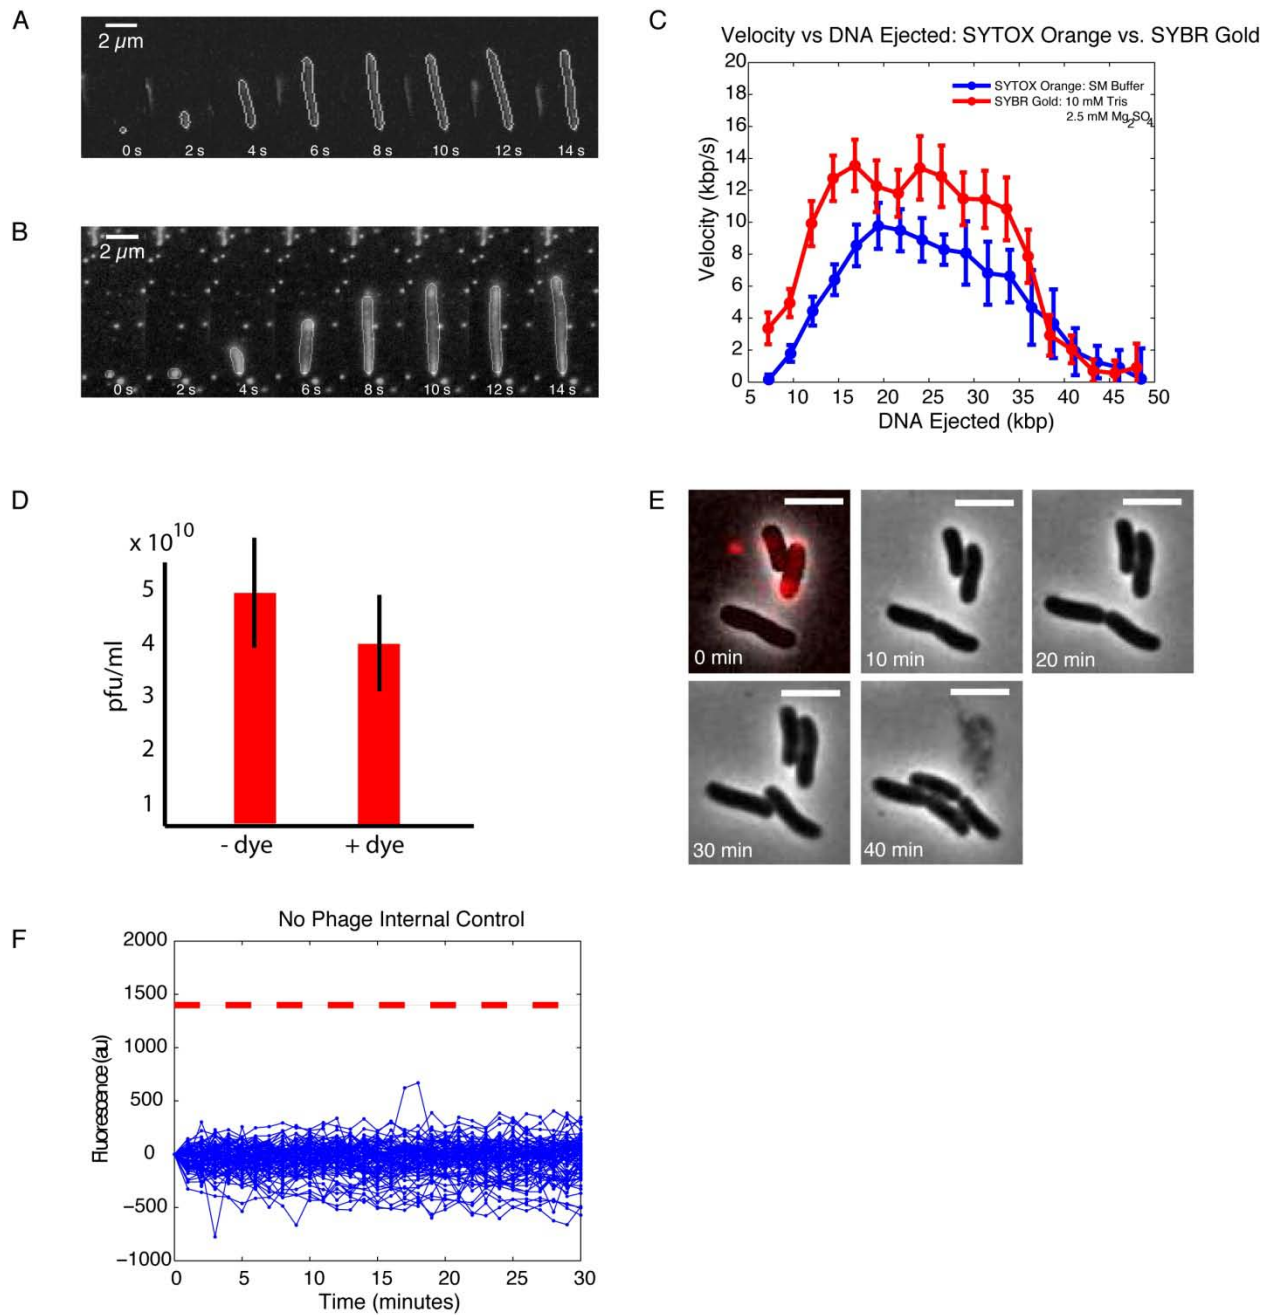 A
2 µm
0 s 2 s 4 s 6 s 8 s 10 s 12 s 14 s
B
2 µm
0 s 2 s 4 s 6 s 8 s 10 s 12 s 14 s
C
Velocity vs DNA Ejected: SYTOX Orange vs. SYBR Gold
SYTOX Orange: SM Buffer
SYBR Gold: 10 mM Tris
2.5 mM Mg2SO4
20
18
16
14
12
10
8
6
4
2
0
Velocity (kbp/s)
5 10 15 20 25 30 35 40 45 50
DNA Ejected (kbp)
D
x 10^10
5
4
3
2
1
pfu/ml
- dye + dye
E
0 min 10 min 20 min
30 min 40 min
F
No Phage Internal Control
2000
1500
1000
500
0
−500
−1000
Fluorescence (au)
0 5 10 15 20 25 30
Time (minutes)